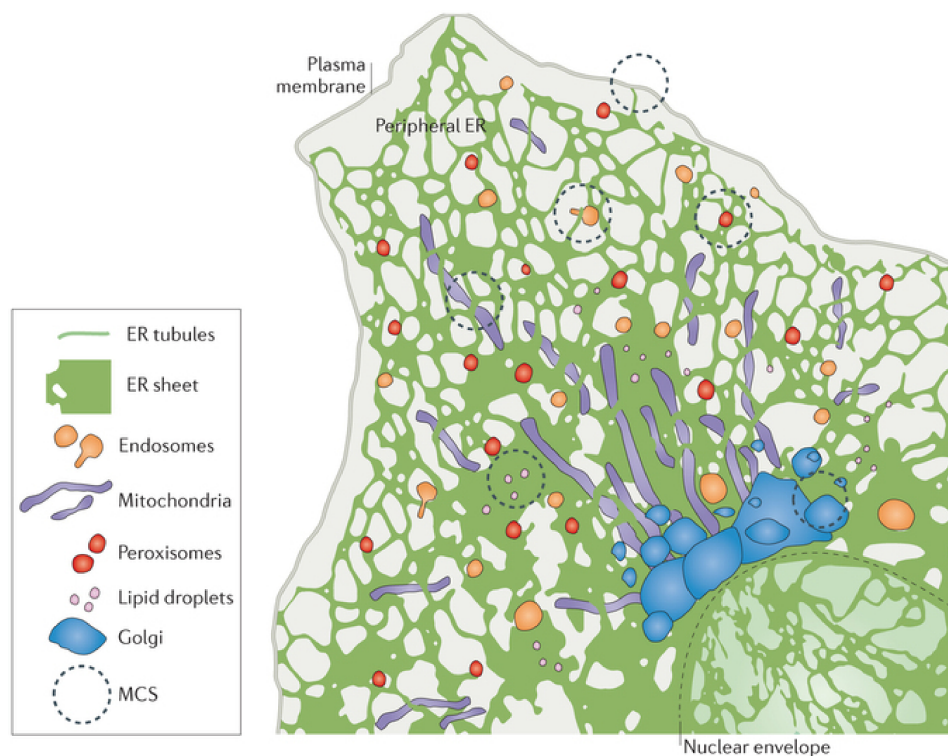 Plasma
membrane
Peripheral ER
ER tubules
ER sheet
Endosomes
Mitochondria
Peroxisomes
Lipid droplets
Golgi
MCS
Nuclear envelope